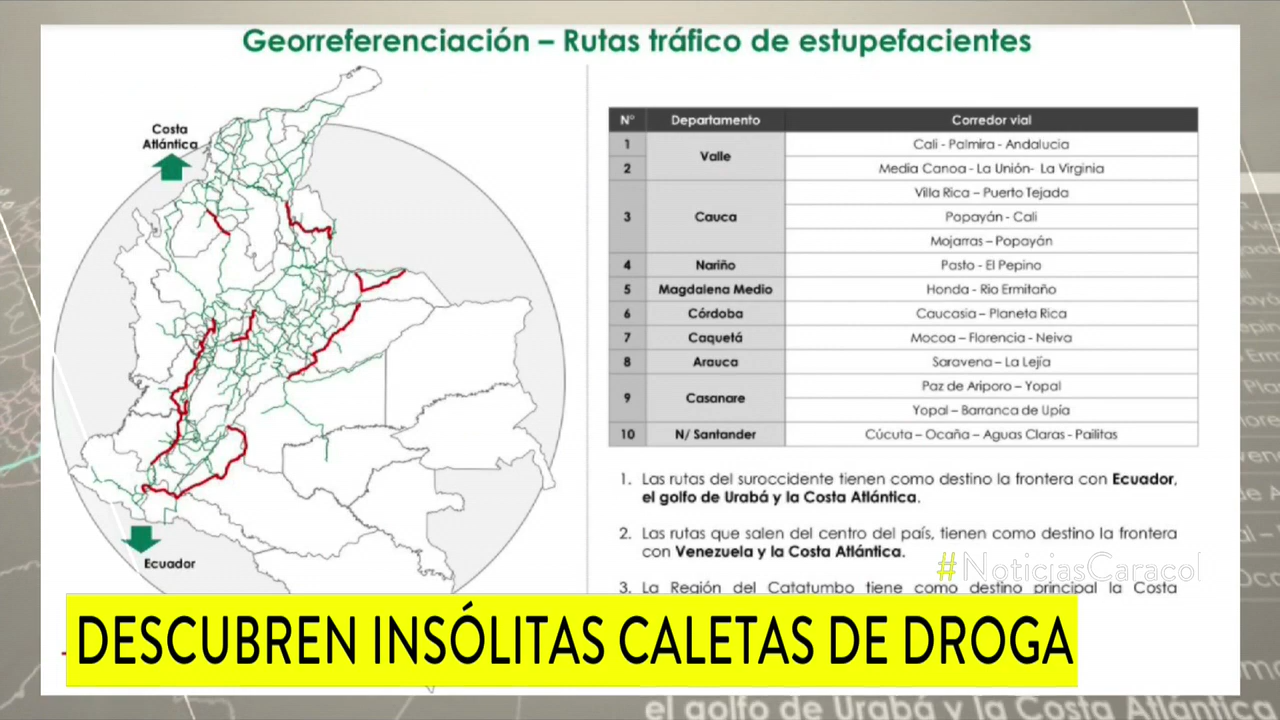 Georreferenciación – Rutas tráfico de estupefacientes
Costa
Atlántica
Ecuador
N° Departamento Corredor vial
1 Valle Cali - Palmira - Andalucia
2 Media Canoa - La Unión- La Virginia
3 Cauca Villa Rica – Puerto Tejada
Popayán - Cali
Mojarras – Popayán
4 Nariño Pasto - El Pepino
5 Magdalena Medio Honda - Rio Ermitaño
6 Córdoba Caucasia – Planeta Rica
7 Caquetá Mocoa – Florencia - Neiva
8 Arauca Saravena – La Lejía
9 Casanare Paz de Ariporo – Yopal
Yopal – Barranca de Upía
10 N/ Santander Cúcuta – Ocaña – Aguas Claras - Pailitas
1. Las rutas del suroccidente tienen como destino la frontera con Ecuador,
el golfo de Urabá y la Costa Atlántica.
2. Las rutas que salen del centro del país, tienen como destino la frontera
con Venezuela y la Costa Atlántica.
3. La Región del Catatumbo tiene como destino principal la Costa
#NoticiasCaracol
DESCUBREN INSÓLITAS CALETAS DE DROGA
el golfo de Urabá y la Costa Atlántica